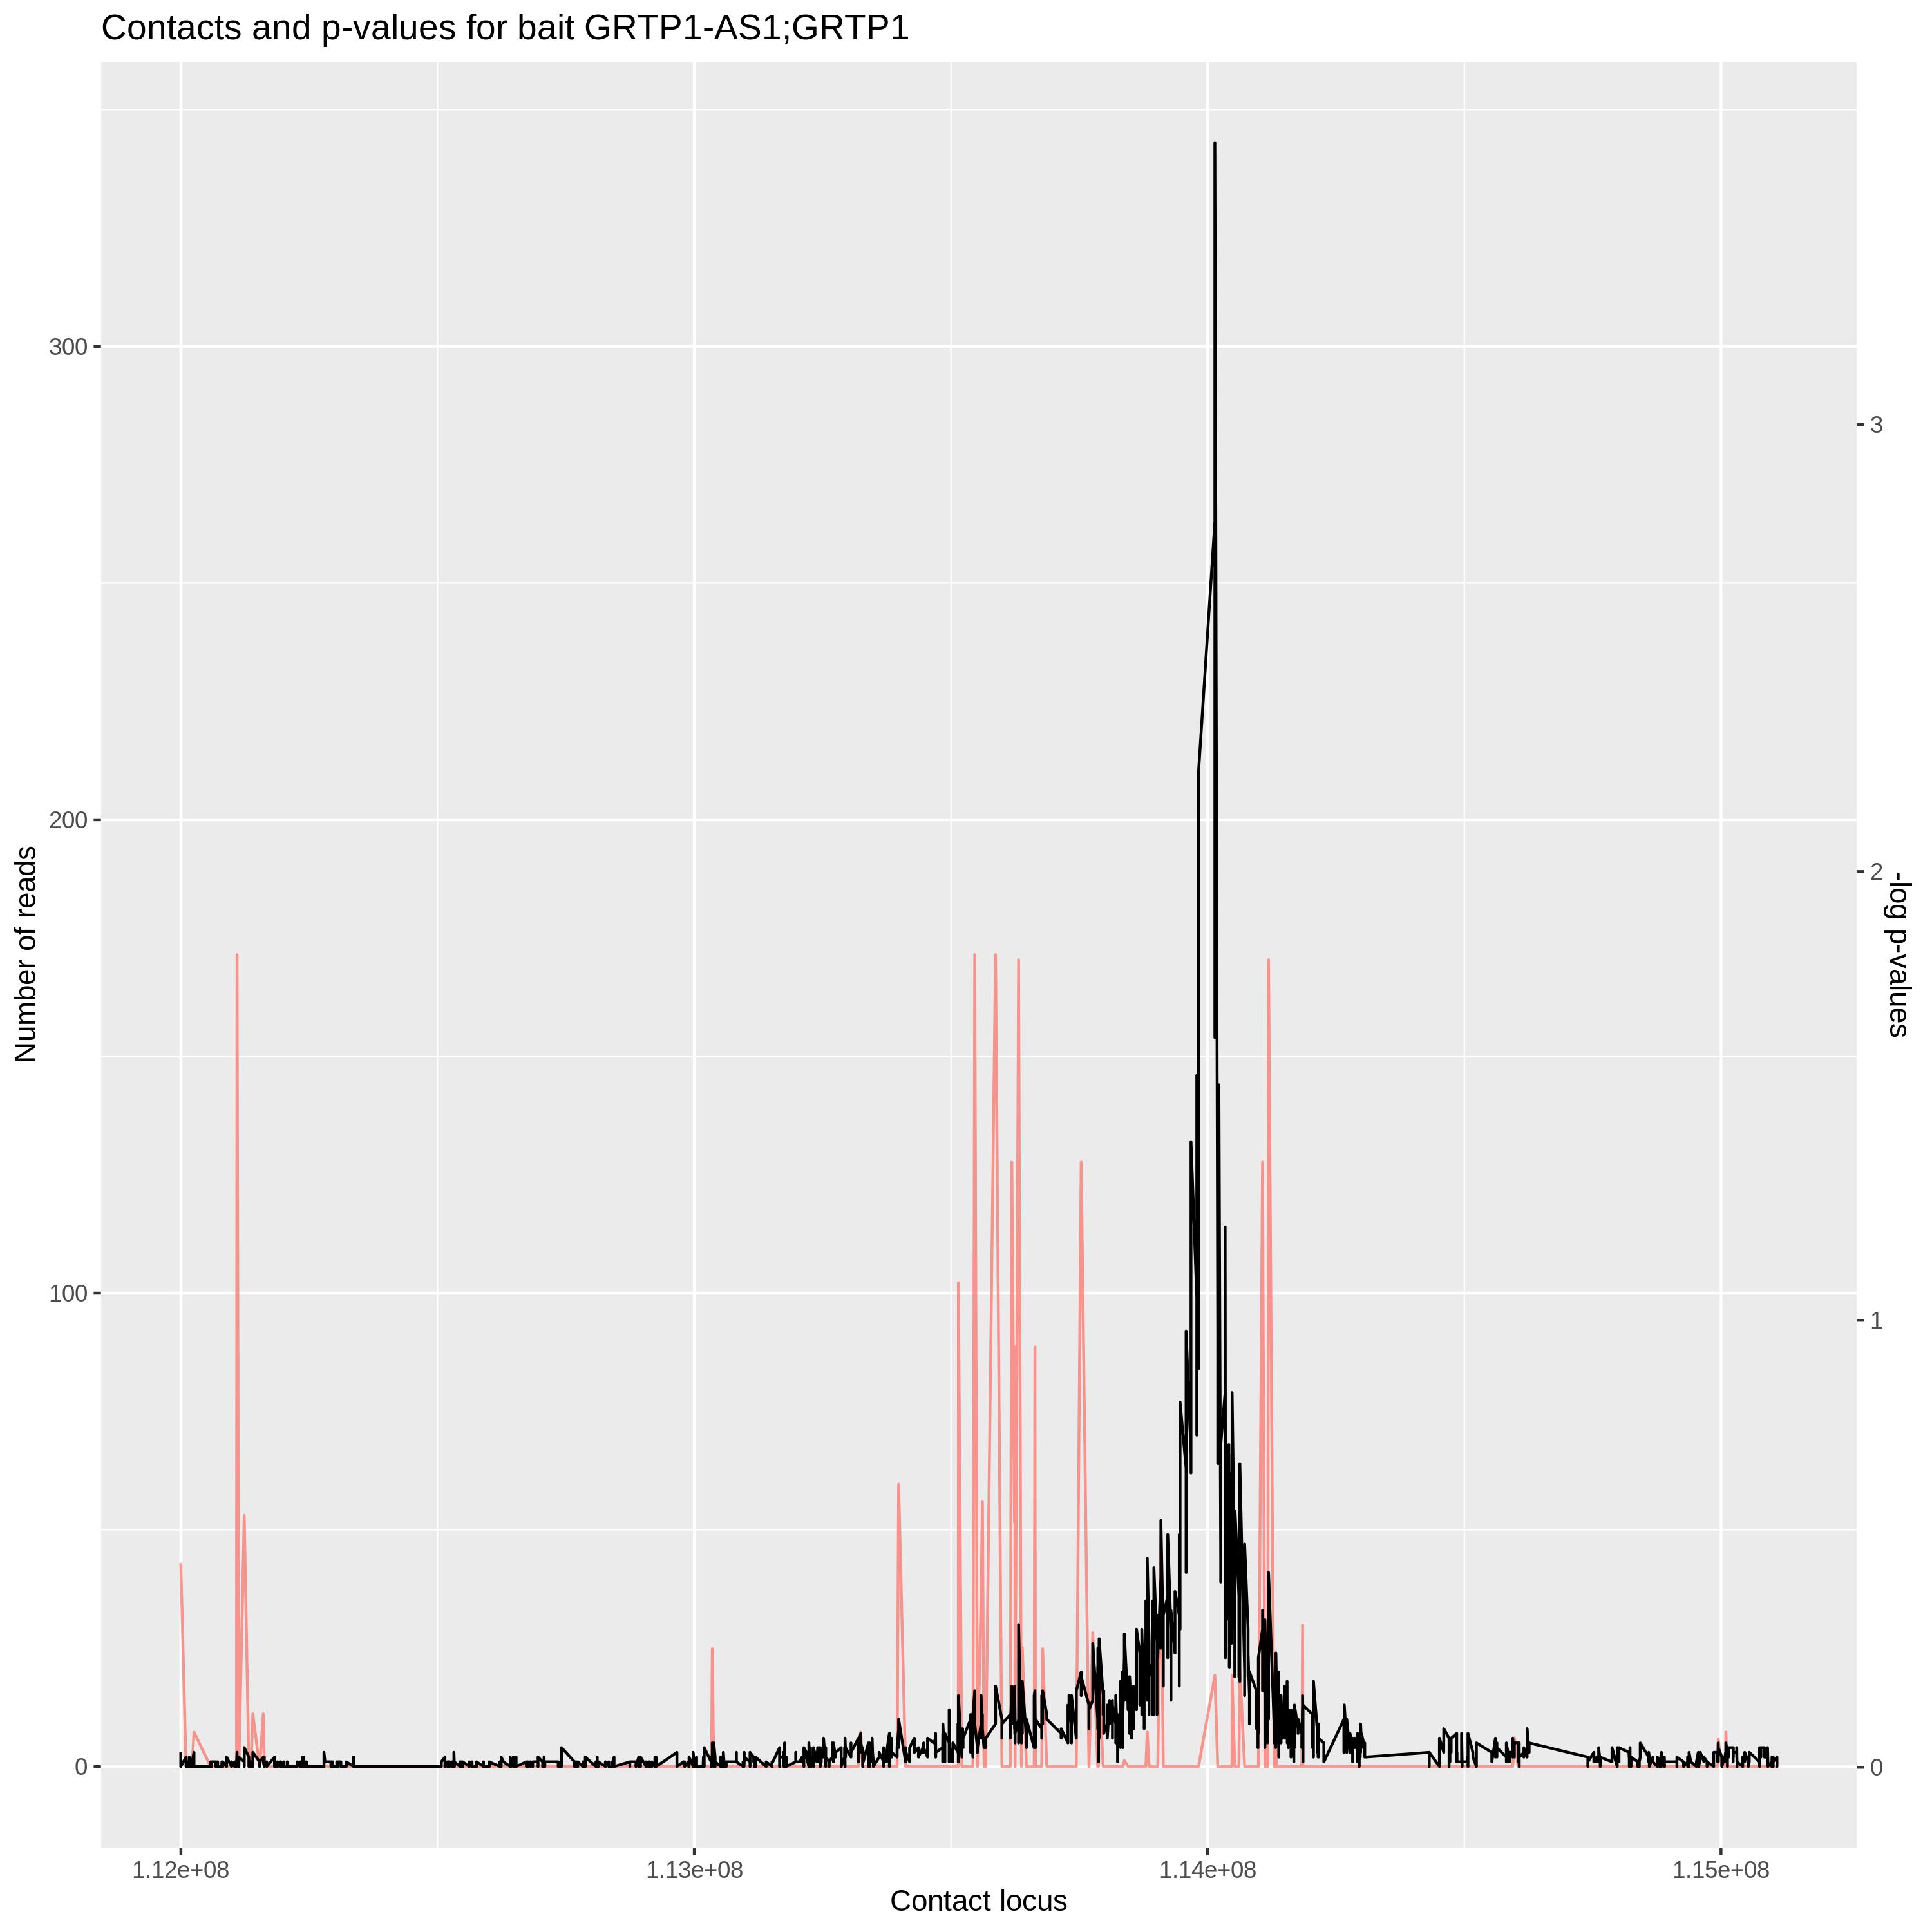 Contacts and p-values for bait GRTP1-AS1;GRTP1
300
200
100
0
Number of reads
3
2
1
0
-log p-values
1.12e+08
1.13e+08
1.14e+08
1.15e+08
Contact locus